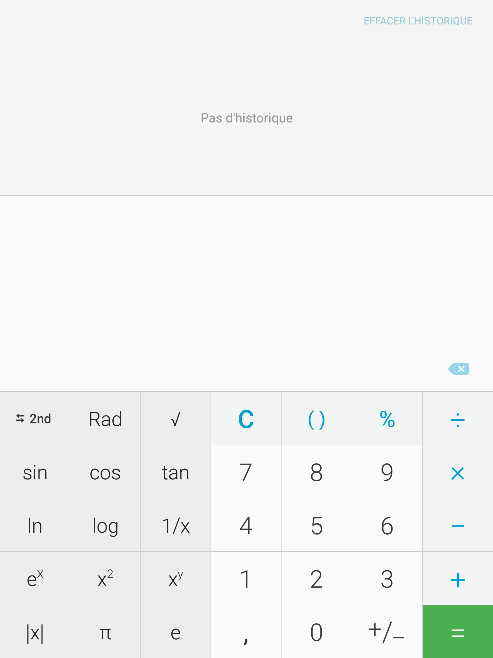 EFFACER L'HISTORIQUE
Pas d'historique
⇆ 2nd Rad √ C ( ) % ÷
sin cos tan 7 8 9 ×
ln log 1/x 4 5 6 −
eˣ x² xʸ 1 2 3 +
|x| π e , 0 +/− =